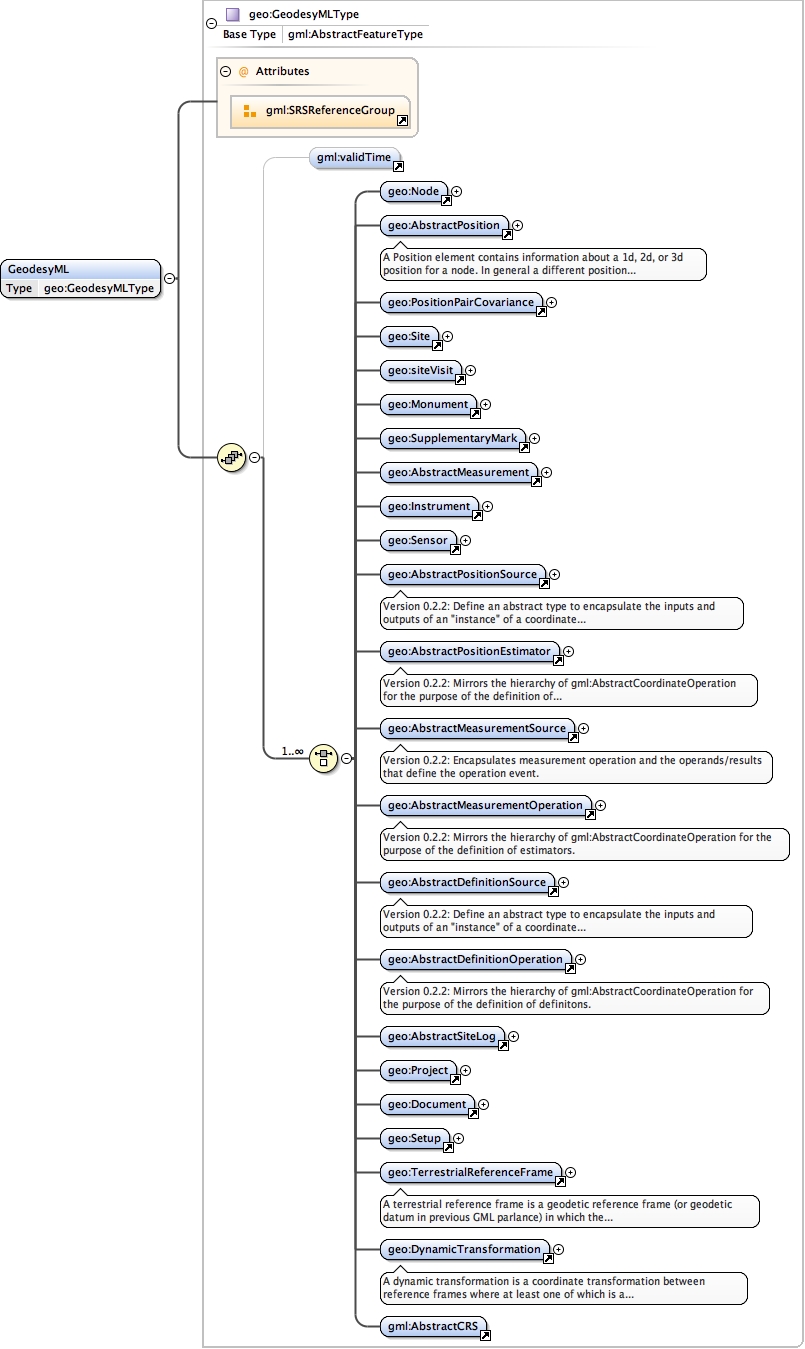 geo:GeodesyMLType
Base Type gml:AbstractFeatureType
@ Attributes
gml:SRSReferenceGroup
gml:validTime
geo:Node
geo:AbstractPosition
A Position element contains information about a 1d, 2d, or 3d
position for a node. In general a different position...
GeodesyML
Type geo:GeodesyMLType
geo:PositionPairCovariance
geo:Site
geo:siteVisit
geo:Monument
geo:SupplementaryMark
geo:AbstractMeasurement
geo:Instrument
geo:Sensor
geo:AbstractPositionSource
Version 0.2.2: Define an abstract type to encapsulate the inputs and
outputs of an "instance" of a coordinate...
geo:AbstractPositionEstimator
Version 0.2.2: Mirrors the hierarchy of gml:AbstractCoordinateOperation
for the purpose of the definition of...
geo:AbstractMeasurementSource
1..∞
Version 0.2.2: Encapsulates measurement operation and the operands/results
that define the operation event.
geo:AbstractMeasurementOperation
Version 0.2.2: Mirrors the hierarchy of gml:AbstractCoordinateOperation for the
purpose of the definition of estimators.
geo:AbstractDefinitionSource
Version 0.2.2: Define an abstract type to encapsulate the inputs and
outputs of an "instance" of a coordinate...
geo:AbstractDefinitionOperation
Version 0.2.2: Mirrors the hierarchy of gml:AbstractCoordinateOperation for
the purpose of the definition of definitons.
geo:AbstractSiteLog
geo:Project
geo:Document
geo:Setup
geo:TerrestrialReferenceFrame
A terrestrial reference frame is a geodetic reference frame (or geodetic
datum in previous GML parlance) in which the...
geo:DynamicTransformation
A dynamic transformation is a coordinate transformation between
reference frames where at least one of which is a...
gml:AbstractCRS